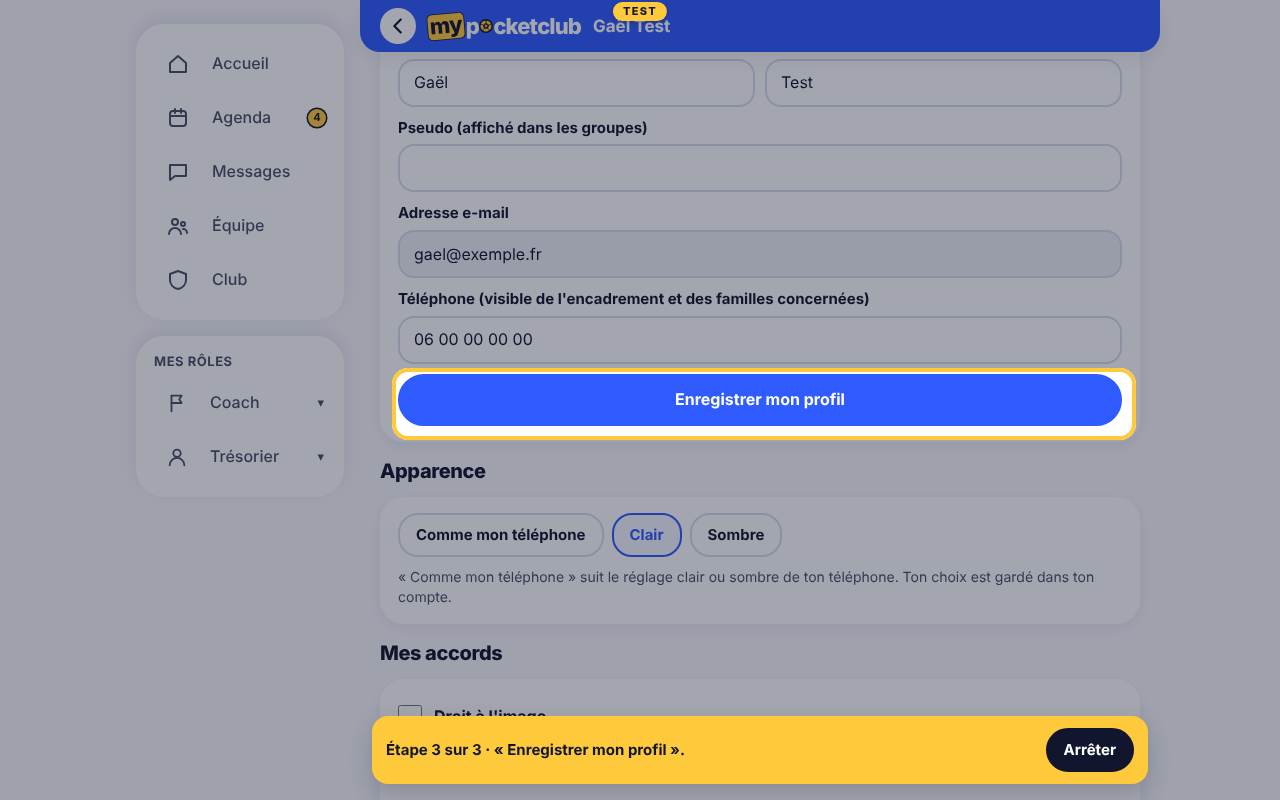 TEST
mypocketclub Gaël Test
Accueil
Agenda 4
Messages
Équipe
Club
MES RÔLES
Coach ▾
Trésorier ▾
Gaël
Test
Pseudo (affiché dans les groupes)
Adresse e-mail
gael@exemple.fr
Téléphone (visible de l'encadrement et des familles concernées)
06 00 00 00 00
Enregistrer mon profil
Apparence
Comme mon téléphone
Clair
Sombre
« Comme mon téléphone » suit le réglage clair ou sombre de ton téléphone. Ton choix est gardé dans ton
compte.
Mes accords
Droit à l'image
Étape 3 sur 3 · « Enregistrer mon profil ».
Arrêter